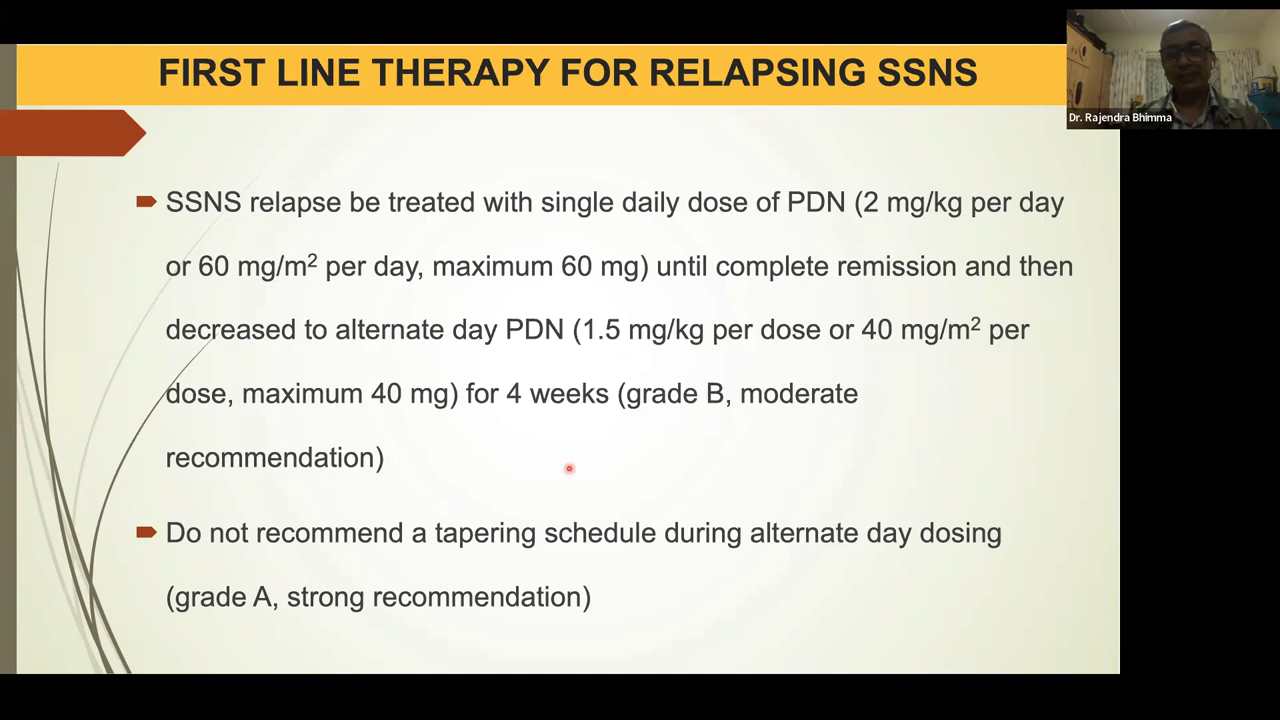 FIRST LINE THERAPY FOR RELAPSING SSNS
Dr. Rajendra Bhimma
SSNS relapse be treated with single daily dose of PDN (2 mg/kg per day
or 60 mg/m² per day, maximum 60 mg) until complete remission and then
decreased to alternate day PDN (1.5 mg/kg per dose or 40 mg/m² per
dose, maximum 40 mg) for 4 weeks (grade B, moderate
recommendation)
Do not recommend a tapering schedule during alternate day dosing
(grade A, strong recommendation)